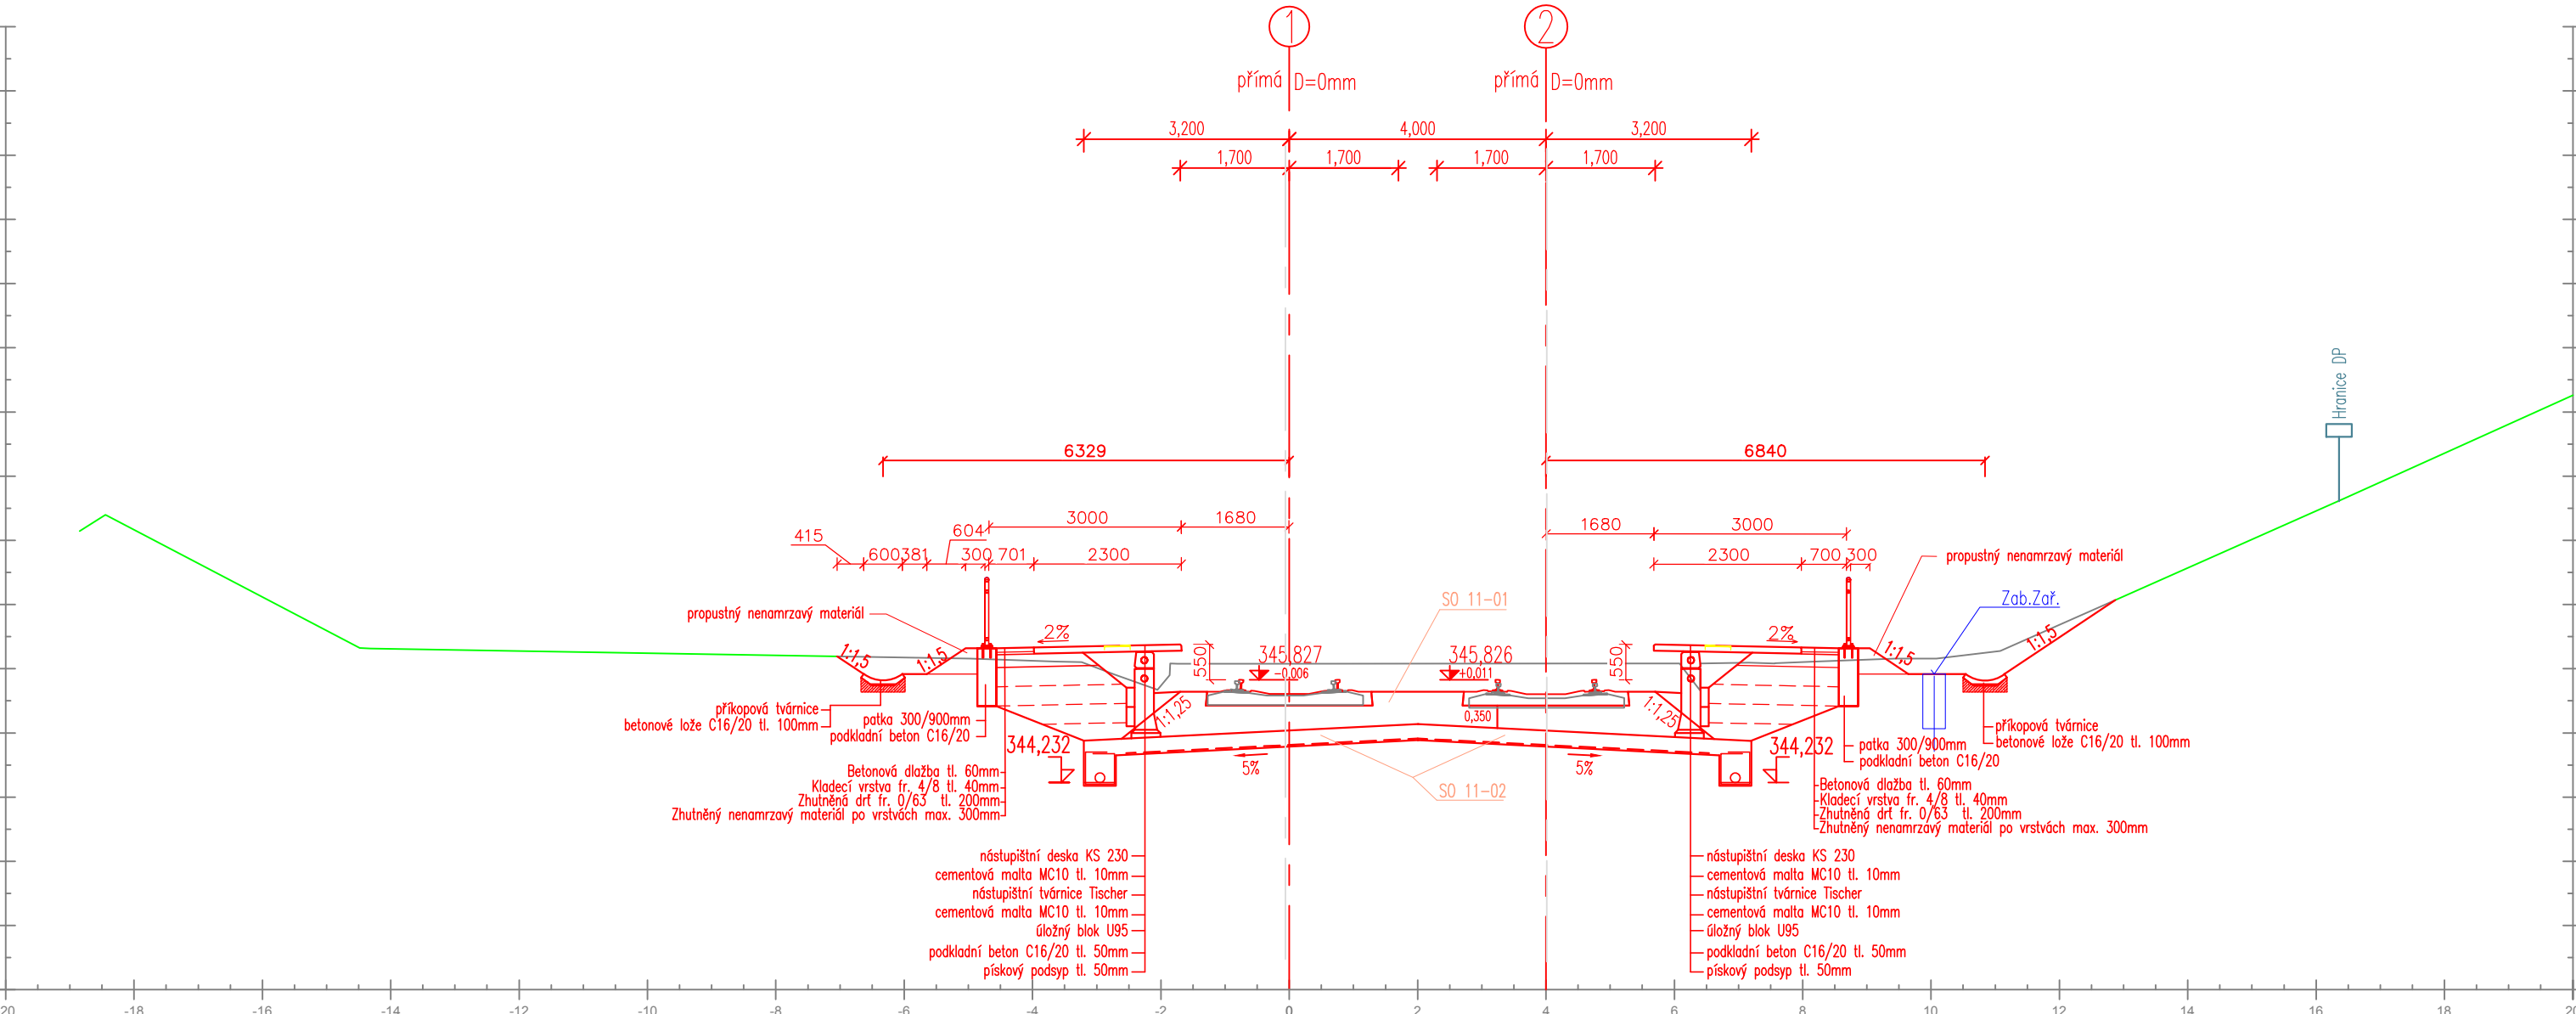 1 2
přímá D=0mm přímá D=0mm
3,200 4,000 3,200
1,700 1,700 1,700 1,700
Hranice DP
6329 6840
3000 1680 1680 3000
415 600 381 604 300 701 2300 2300 700 300
propustný nenamrzavý materiál
propustný nenamrzavý materiál
SO 11-01
Zab.Zař.
2% 2%
1:1,5 1:1,5 1:1,5 1:1,5
550 345,827 345,826 550
-0,006 +0,011
1:1,25 0,350 1:1,25
příkopová tvárnice
betonové lože C16/20 tl. 100mm
patka 300/900mm
podkladní beton C16/20
příkopová tvárnice
betonové lože C16/20 tl. 100mm
patka 300/900mm
podkladní beton C16/20
344,232 344,232
5% 5%
SO 11-02
Betonová dlažba tl. 60mm
Kladecí vrstva fr. 4/8 tl. 40mm
Zhutněná drť fr. 0/63 tl. 200mm
Zhutněný nenamrzavý materiál po vrstvách max. 300mm
Betonová dlažba tl. 60mm
Kladecí vrstva fr. 4/8 tl. 40mm
Zhutněná drť fr. 0/63 tl. 200mm
Zhutněný nenamrzavý materiál po vrstvách max. 300mm
nástupištní deska KS 230
cementová malta MC10 tl. 10mm
nástupištní tvárnice Tischer
cementová malta MC10 tl. 10mm
úložný blok U95
podkladní beton C16/20 tl. 50mm
pískový podsyp tl. 50mm
nástupištní deska KS 230
cementová malta MC10 tl. 10mm
nástupištní tvárnice Tischer
cementová malta MC10 tl. 10mm
úložný blok U95
podkladní beton C16/20 tl. 50mm
pískový podsyp tl. 50mm
20 -18 -16 -14 -12 -10 -8 -6 -4 -2 0 2 4 6 8 10 12 14 16 18 20